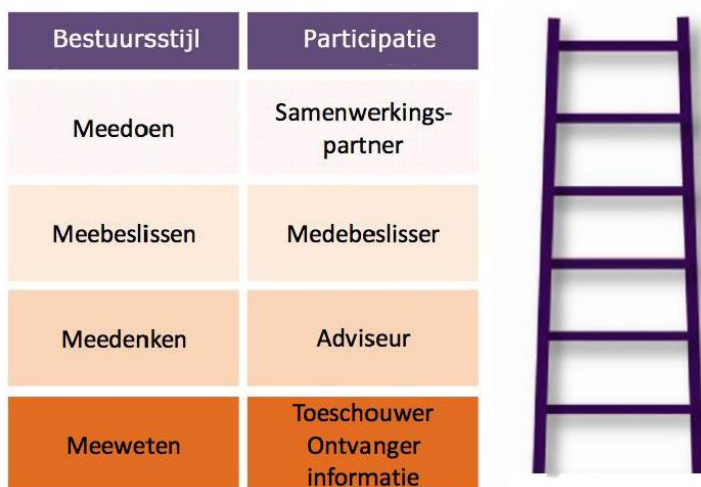 Bestuursstijl Participatie
Meedoen Samenwerkings-
partner
Meebeslissen Medebeslisser
Meedenken Adviseur
Meeweten Toeschouwer
Ontvanger
informatie